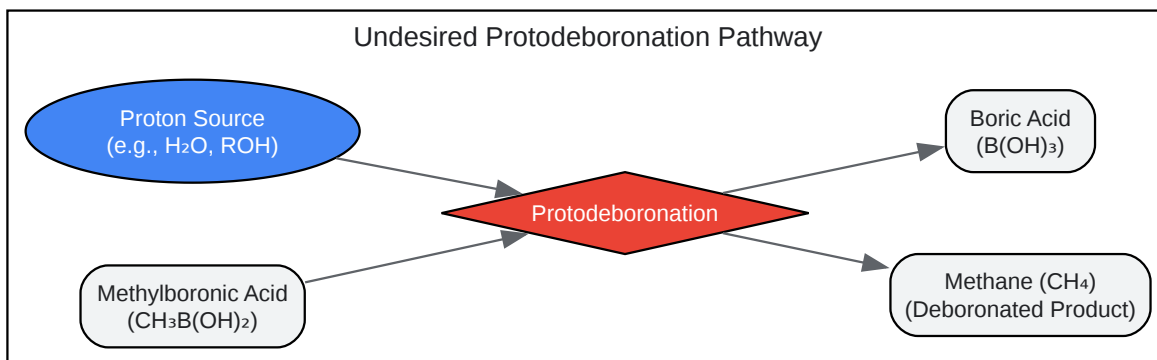 Undesired Protodeboronation Pathway
Proton Source
(e.g., H₂O, ROH)
Boric Acid
(B(OH)₃)
Protodeboronation
Methylboronic Acid
(CH₃B(OH)₂)
Methane (CH₄)
(Deboronated Product)